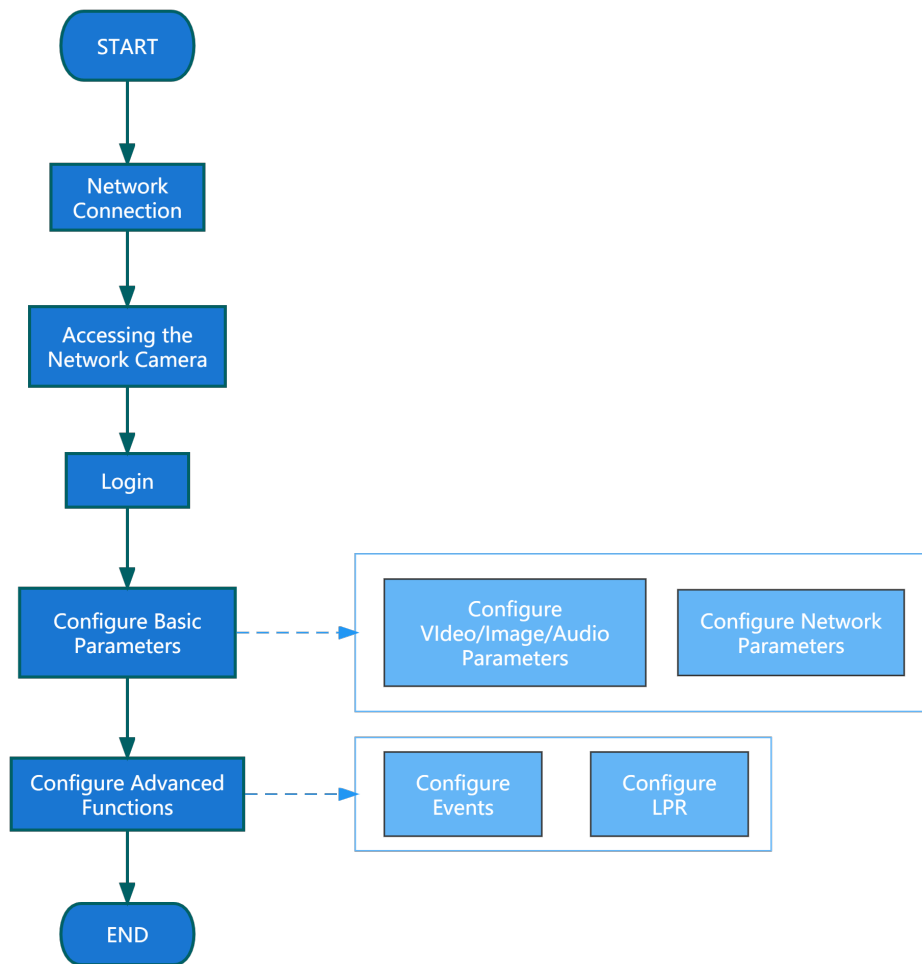 START
Network
Connection
Accessing the
Network Camera
Login
Configure Basic
Parameters
Configure
VIdeo/Image/Audio
Parameters
Configure Network
Parameters
Configure Advanced
Functions
Configure
Events
Configure
LPR
END